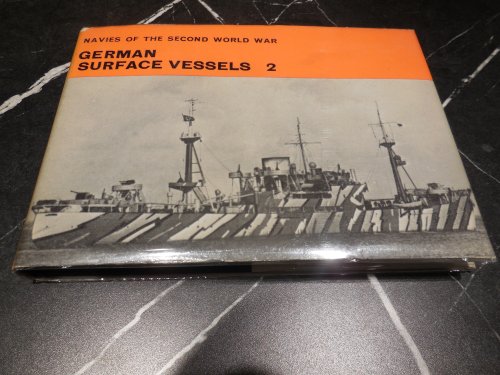 NAVIES OF THE SECOND WORLD WAR
GERMAN
SURFACE VESSELS 2